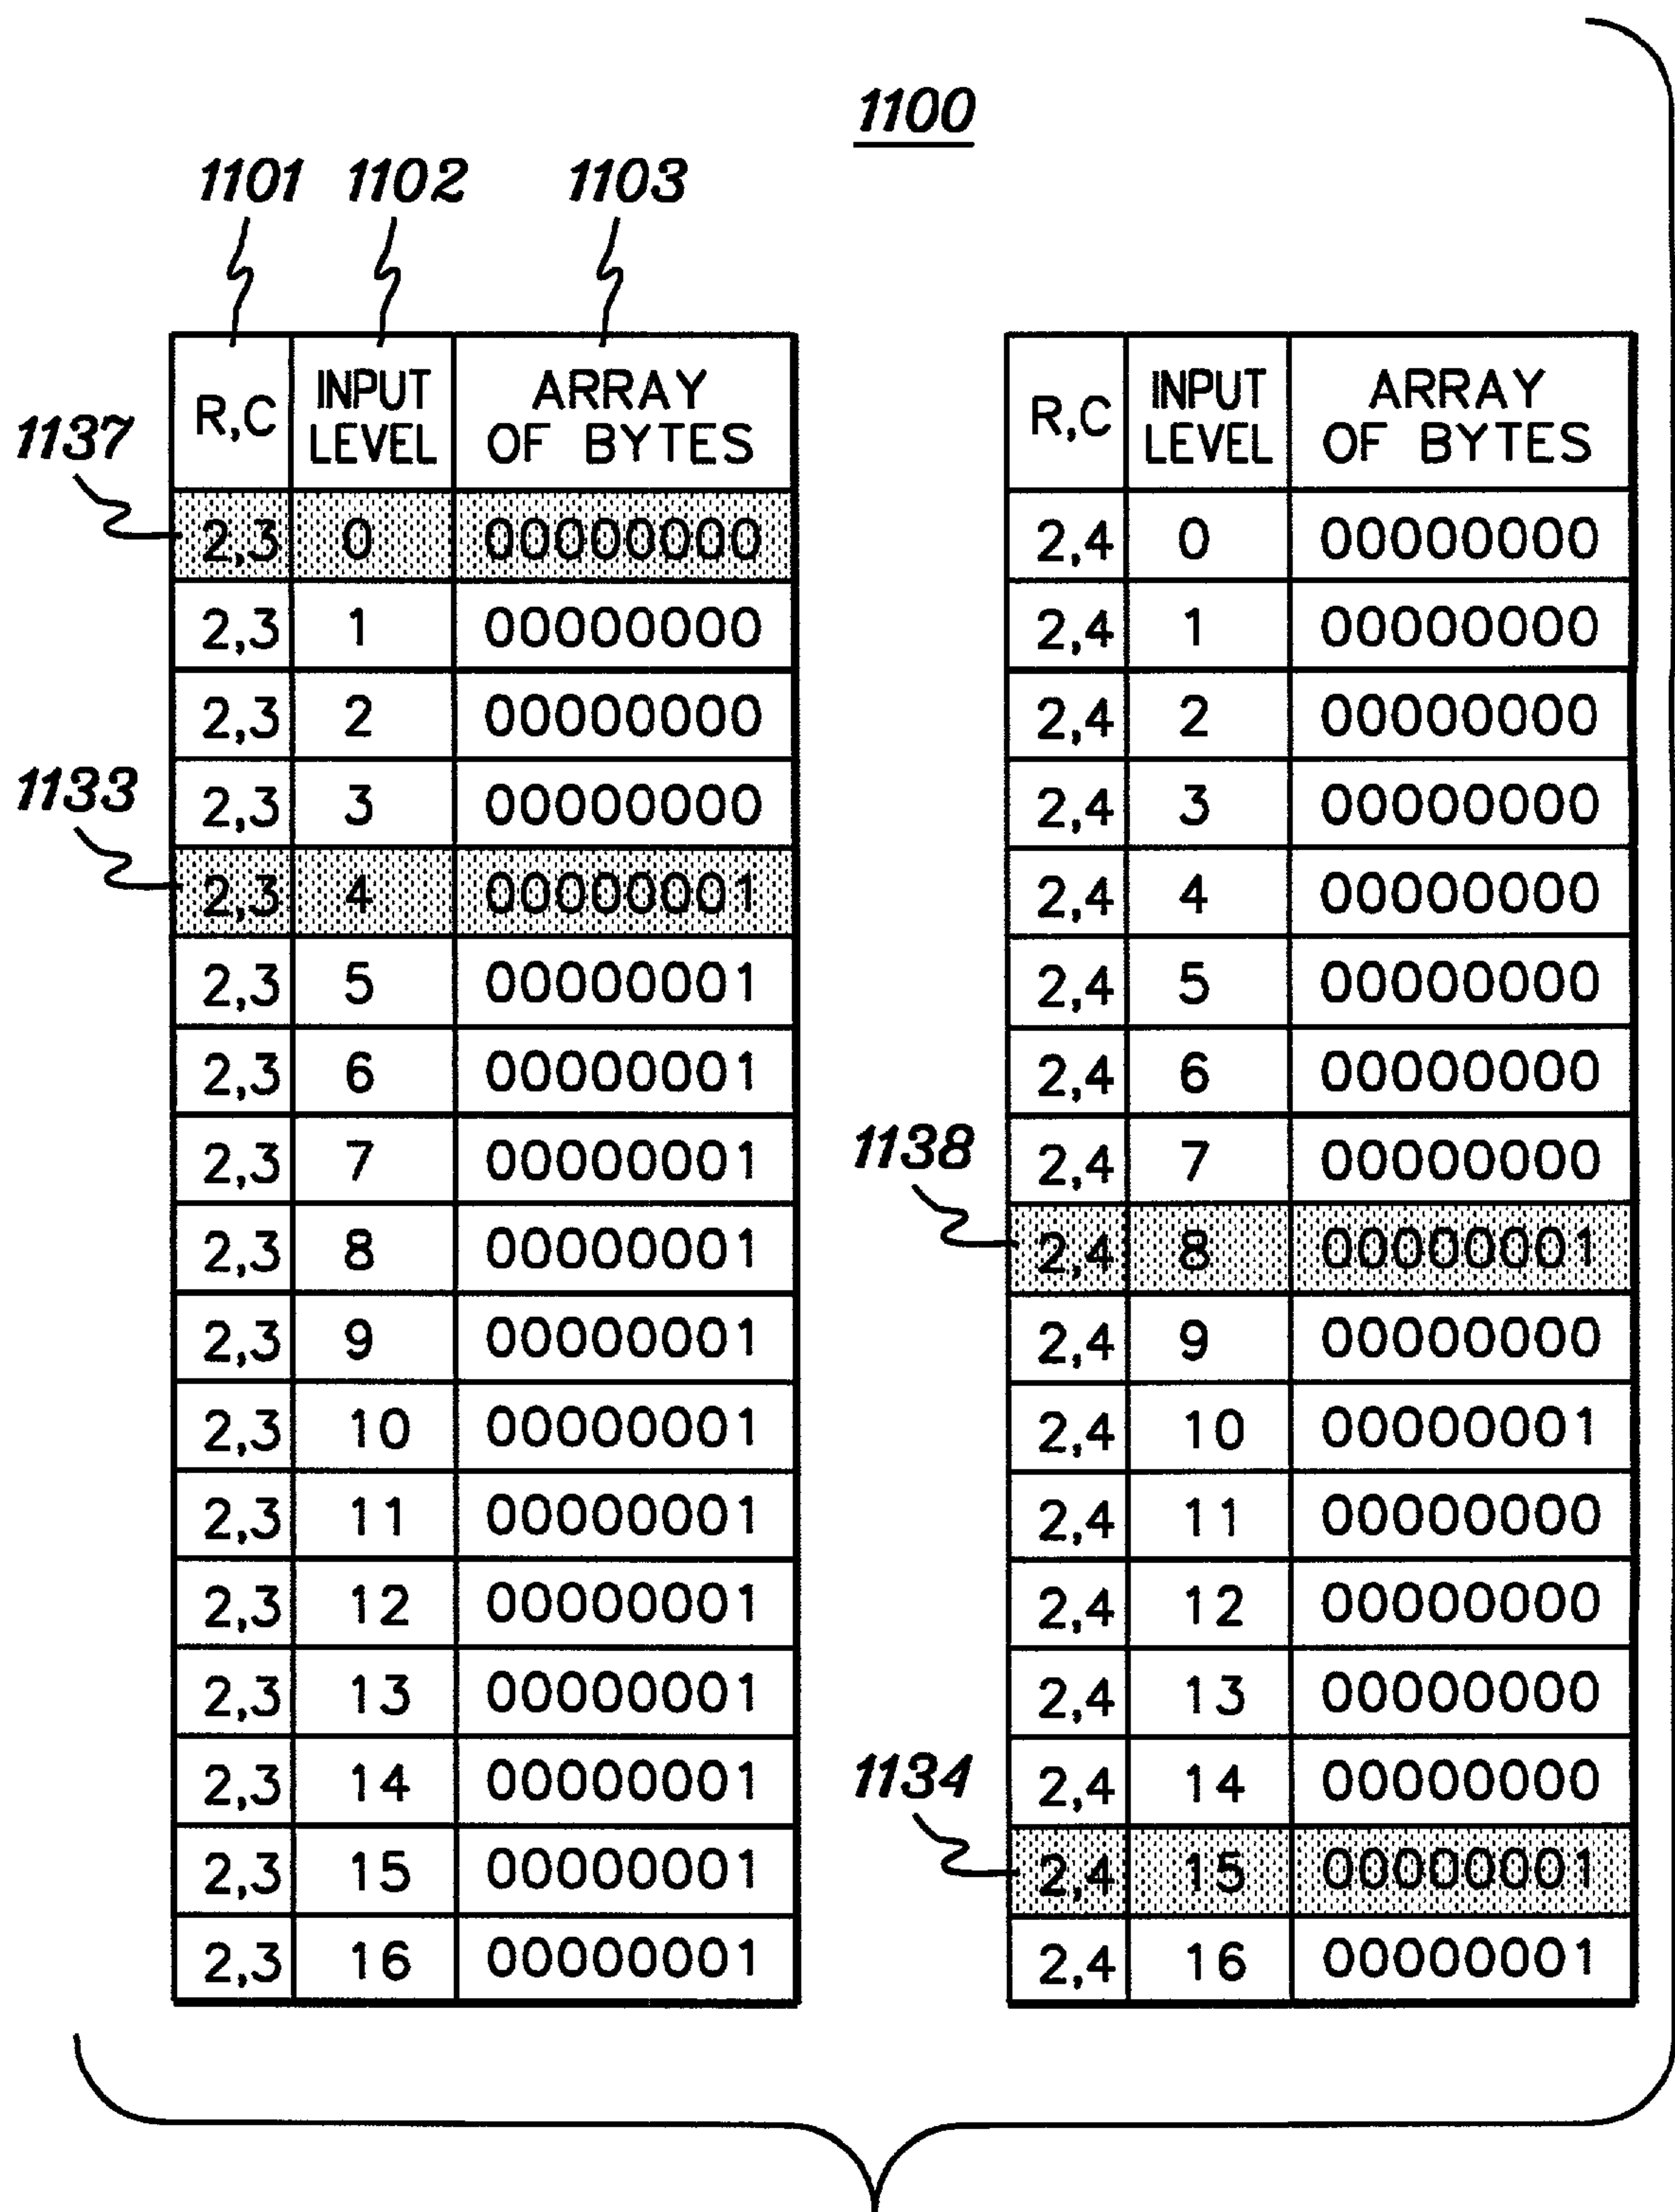 1100
1101 1102 1103
R,C INPUT LEVEL ARRAY OF BYTES
1137 2,3 0 00000000
2,3 1 00000000
2,3 2 00000000
2,3 3 00000000
1133 2,3 4 00000001
2,3 5 00000001
2,3 6 00000001
2,3 7 00000001
2,3 8 00000001
2,3 9 00000001
2,3 10 00000001
2,3 11 00000001
2,3 12 00000001
2,3 13 00000001
2,3 14 00000001
2,3 15 00000001
2,3 16 00000001
R,C INPUT LEVEL ARRAY OF BYTES
2,4 0 00000000
2,4 1 00000000
2,4 2 00000000
2,4 3 00000000
2,4 4 00000000
2,4 5 00000000
2,4 6 00000000
2,4 7 00000000
1138 2,4 8 00000001
2,4 9 00000000
2,4 10 00000001
2,4 11 00000000
2,4 12 00000000
2,4 13 00000000
2,4 14 00000000
1134 2,4 15 00000001
2,4 16 00000001